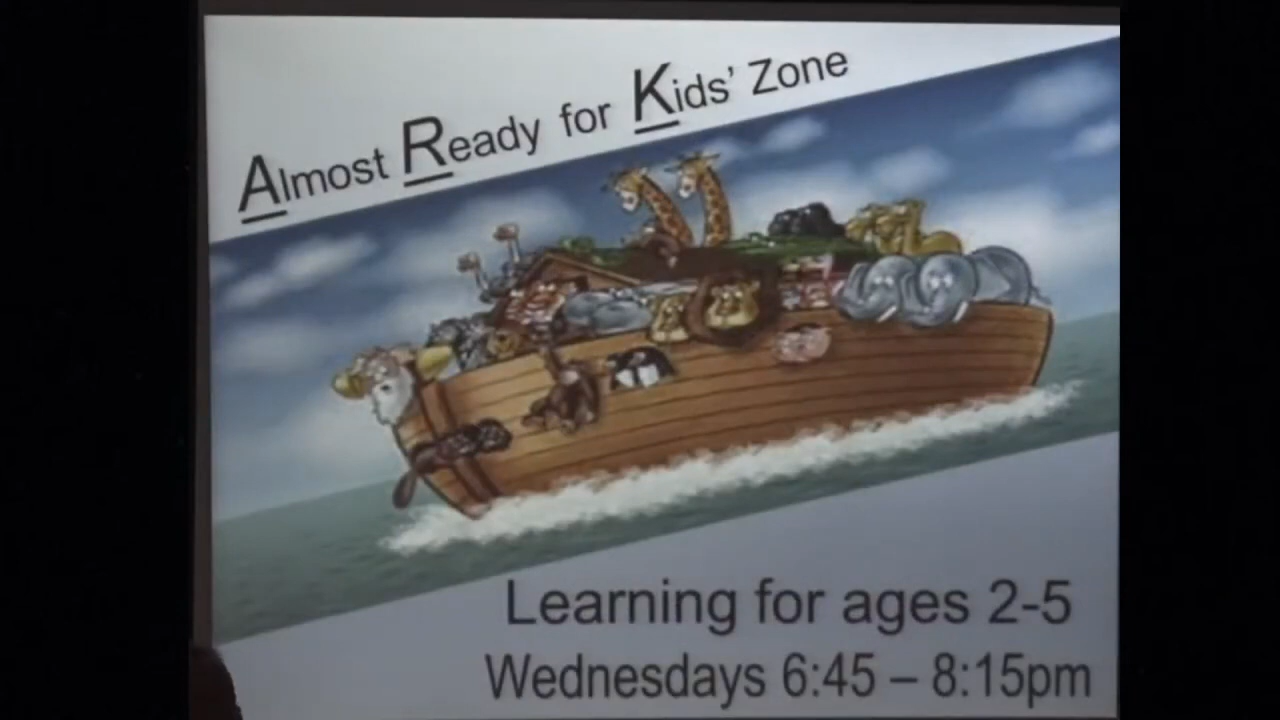 Almost Ready for Kids' Zone
Learning for ages 2-5
Wednesdays 6:45 – 8:15pm